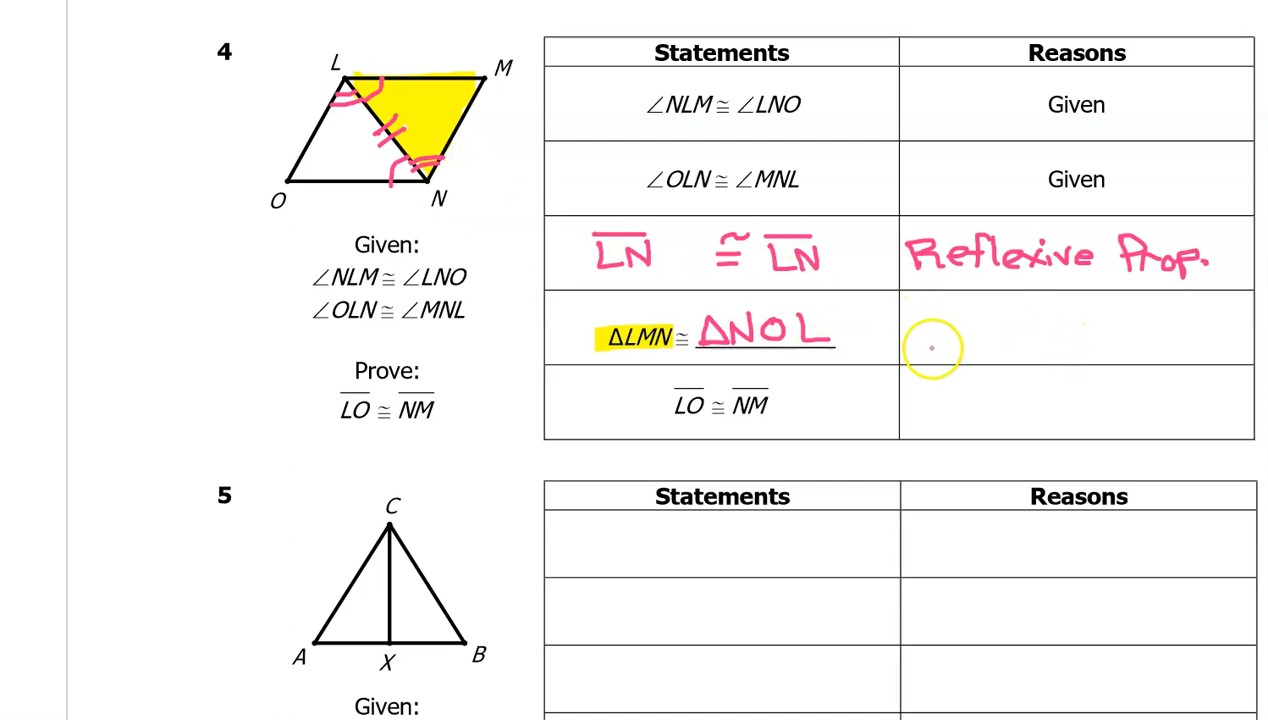 4
L
M
O
N
Given:
∠NLM ≅ ∠LNO
∠OLN ≅ ∠MNL
Prove:
LO ≅ NM
Statements Reasons
∠NLM ≅ ∠LNO Given
∠OLN ≅ ∠MNL Given
LN ≅ LN Reflexive Prop.
ΔLMN ≅ ΔNOL
LO ≅ NM
5
C
A
X
B
Given:
Statements Reasons